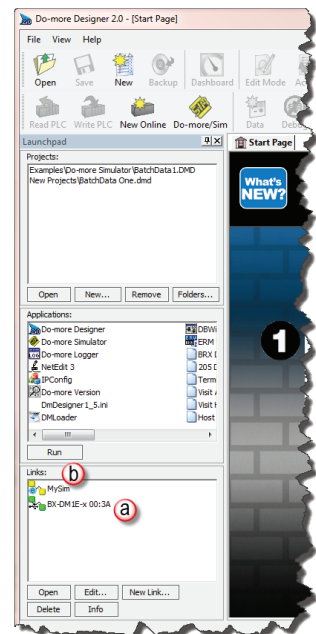 Do-more Designer 2.0 - [Start Page]
File View Help
Open Save New Backup Dashboard Edit Mode
Read PLC Write PLC New Online Do-more/Sim Data
Launchpad
Start Page
Projects:
Examples\Do-more Simulator\BatchData1.DMD
New Projects\BatchData One.dmd
What's
NEW?
Open New... Remove Folders...
Applications:
Do-more Designer
Do-more Simulator
Do-more Logger
NetEdit 3
IPConfig
Do-more Version
DmDesigner1_5.ini
DMLoader
DBWi
ERM
BRX
205
Term
Visit
Visit
Host
1
Run
Links:
b
MySim
BX-DM1E-x 00:3A
a
Open Edit... New Link...
Delete Info